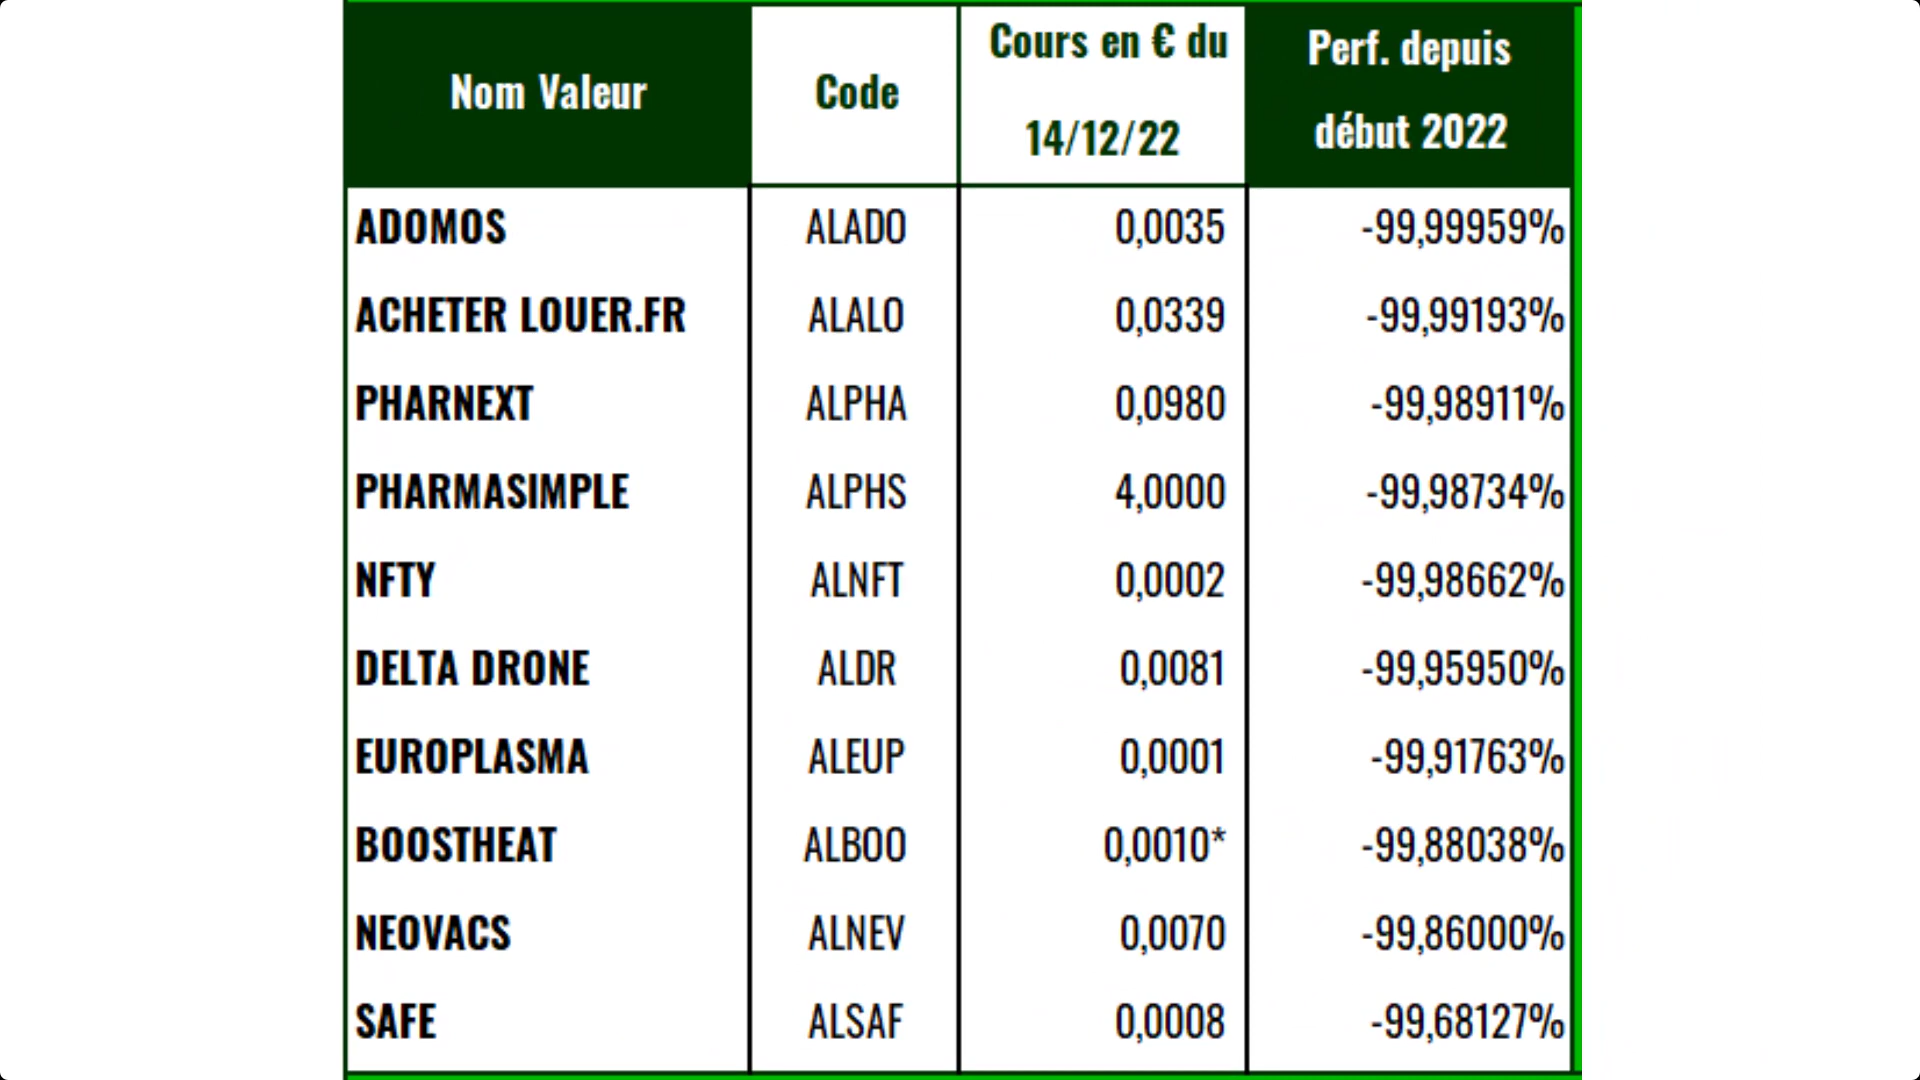 Nom Valeur Code Cours en € du 14/12/22 Perf. depuis début 2022
ADOMOS ALADO 0,0035 -99,99959%
ACHETER LOUER.FR ALALO 0,0339 -99,99193%
PHARNEXT ALPHA 0,0980 -99,98911%
PHARMASIMPLE ALPHS 4,0000 -99,98734%
NFTY ALNFT 0,0002 -99,98662%
DELTA DRONE ALDR 0,0081 -99,95950%
EUROPLASMA ALEUP 0,0001 -99,91763%
BOOSTHEAT ALBOO 0,0010* -99,88038%
NEOVACS ALNEV 0,0070 -99,86000%
SAFE ALSAF 0,0008 -99,68127%